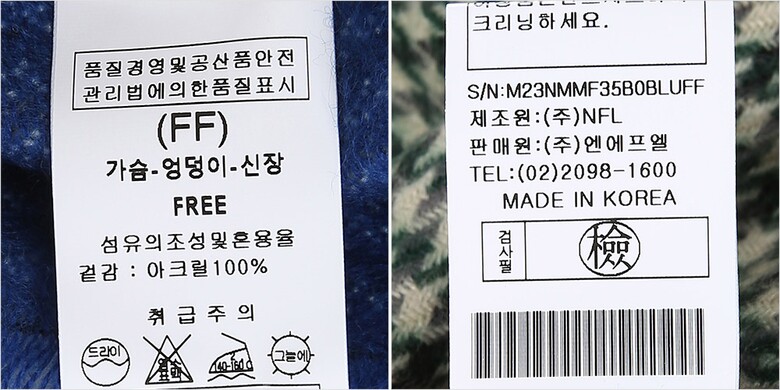 품질경영및공산품안전
관리법에의한품질표시
(FF)
가슴-엉덩이-신장
FREE
섬유의조성및혼용율
겉감 : 아크릴100%
취급주의
드라이
염소
표백
140-160℃
그늘에
크리닝하세요.
S/N:M23NMMF35B0BLUFF
제조원:(주)NFL
판매원:(주)엔에프엘
TEL:(02)2098-1600
MADE IN KOREA
검사필
檢